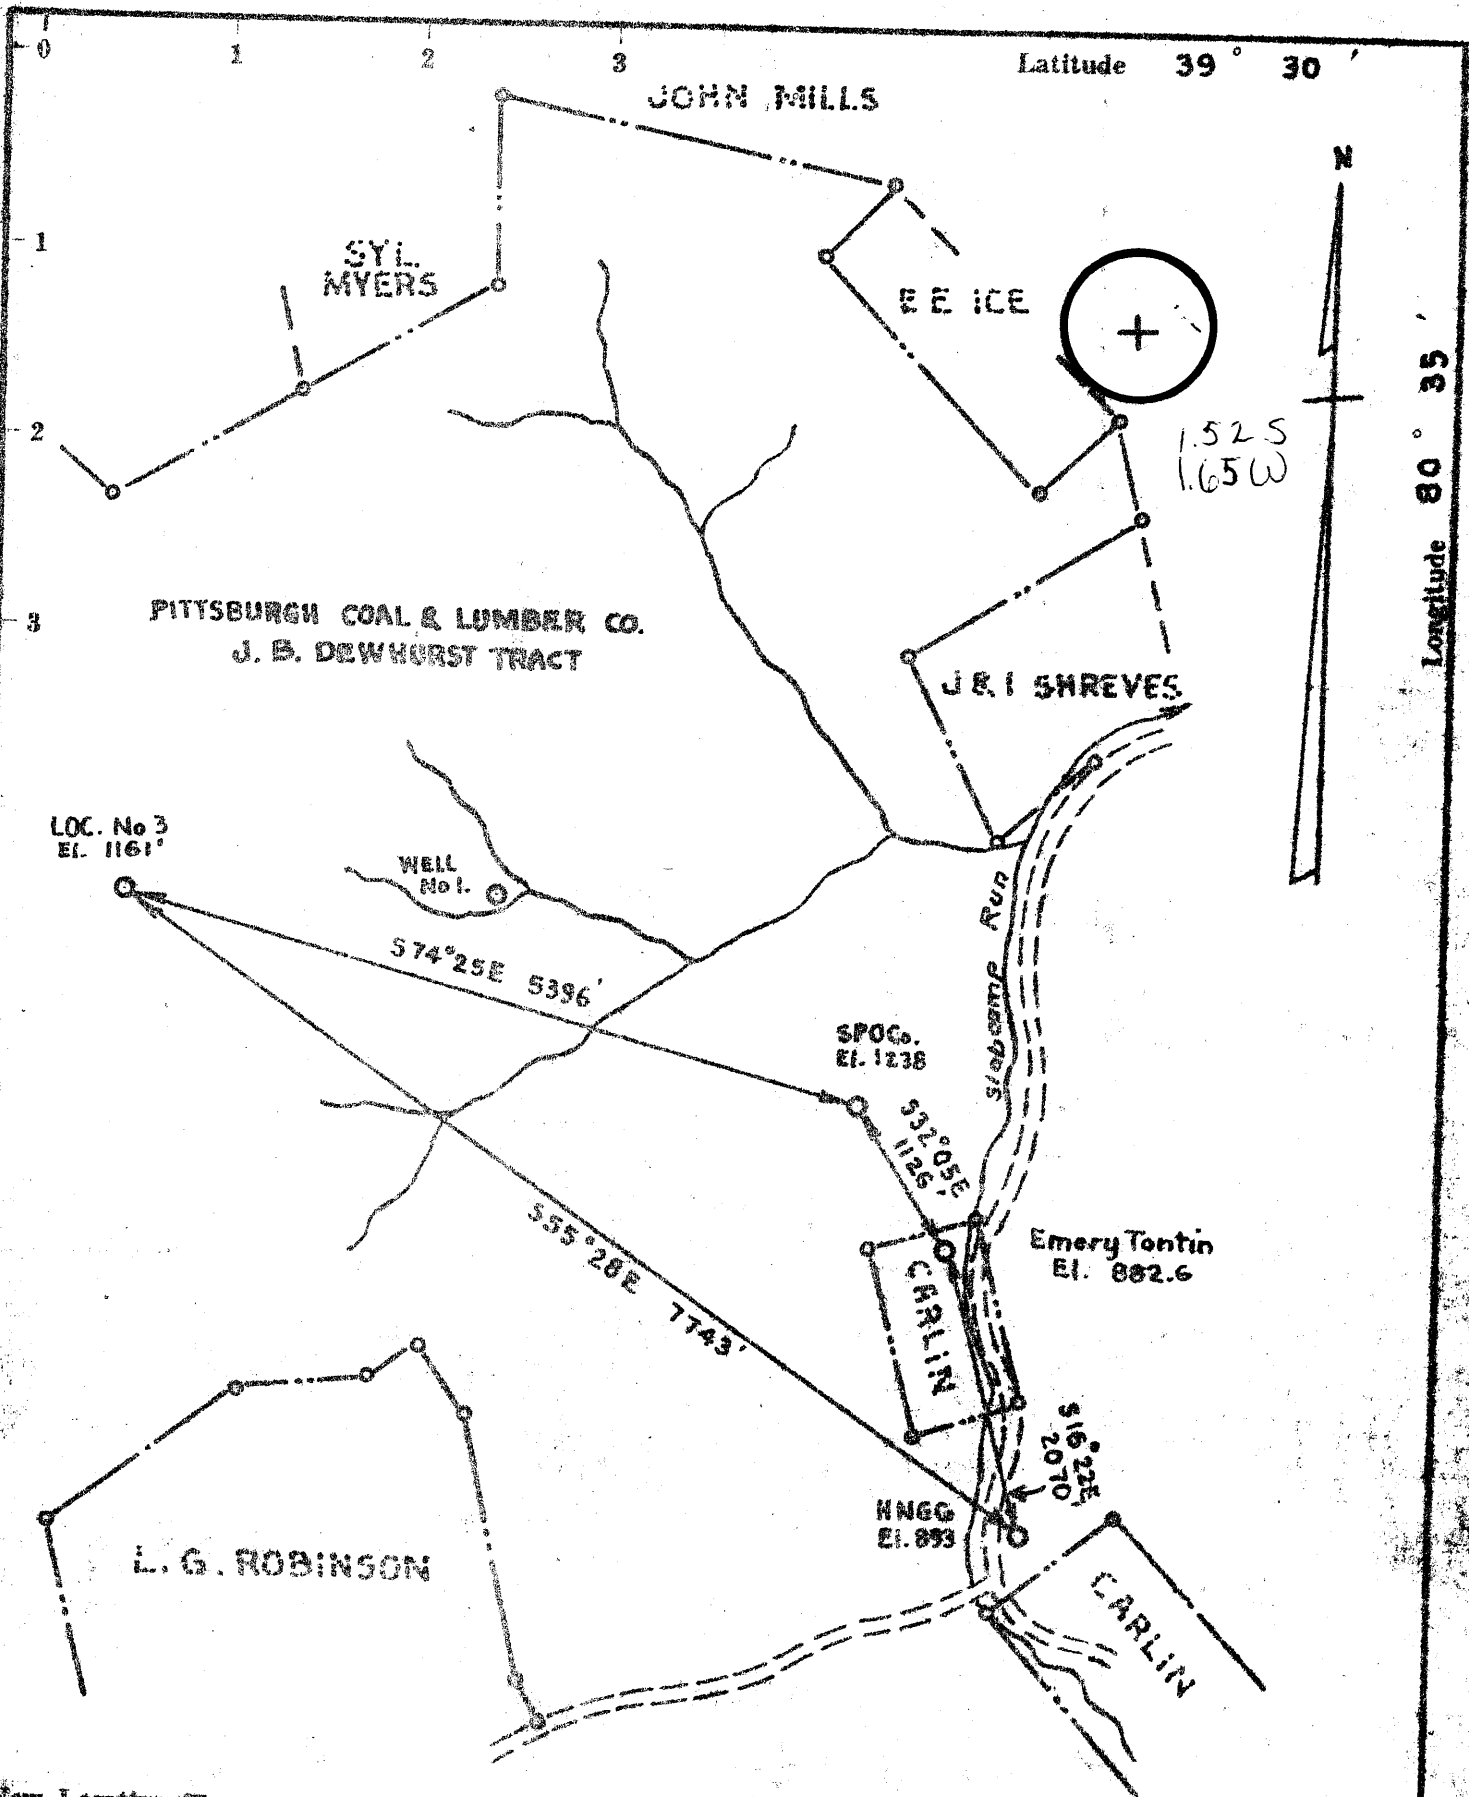 0 1 2 3 Latitude 39° 30'
JOHN MILLS
N
1
SYL.
MYERS
E E ICE
Longitude 80° 35'
2
1.52 S
1.65 W
3
PITTSBURGH COAL & LUMBER CO.
J. B. DEWHURST TRACT
J & I SHREVES
LOC. No 3
El. 1161'
WELL
No 1.
Slabcamp Run
S74°25E 5396'
SPOCo.
El. 1238
S32°05E
1126'
S55°28E 7743'
Emery Tontin
El. 882.6
CARLIN
S16°22E
2070
HNGG
El. 893
L. G. ROBINSON
CARLIN